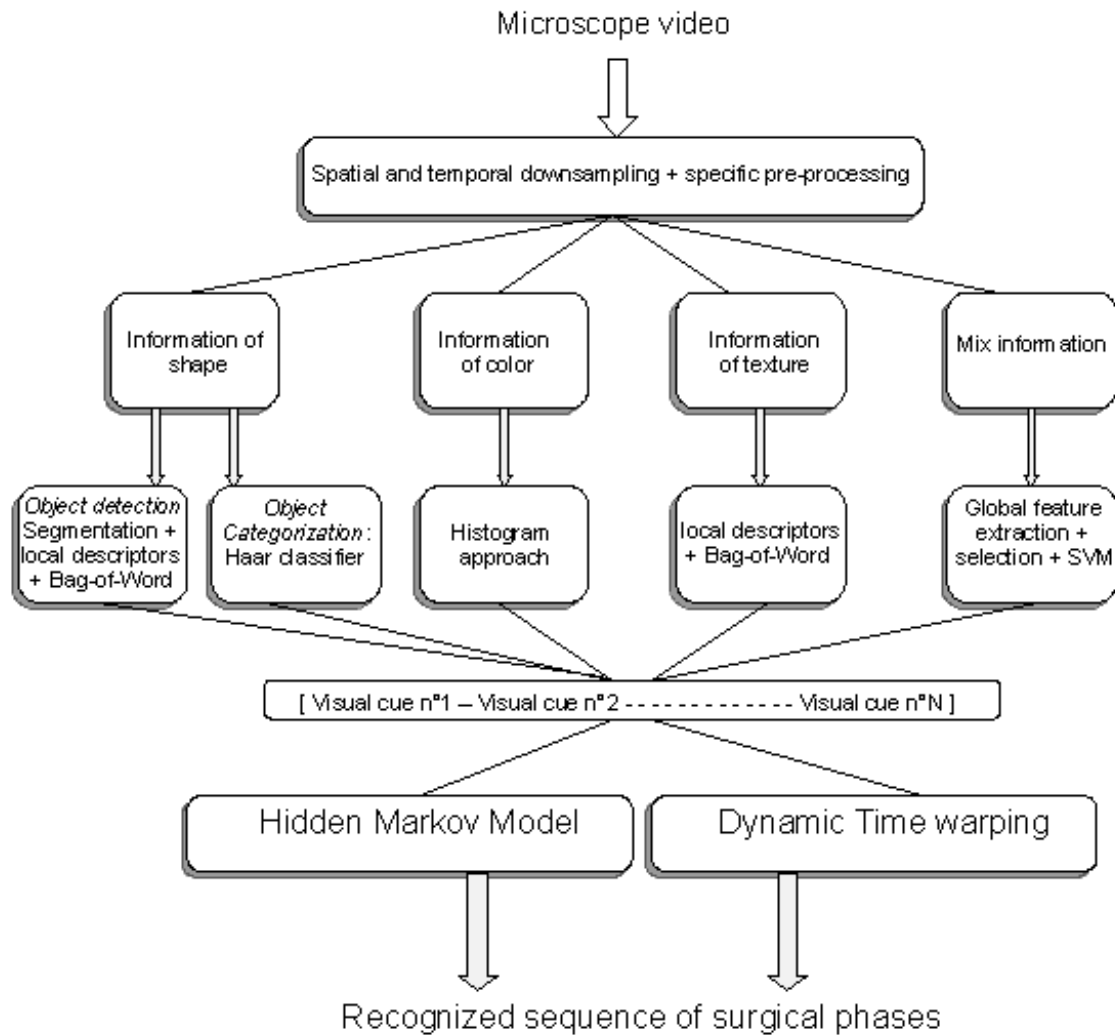 Microscope video
Spatial and temporal downsampling + specific pre-processing
Information of
shape
Information
of color
Information
of texture
Mix information
Object detection
Segmentation +
local descriptors
+ Bag-of-Word
Object
Categorization :
Haar classifier
Histogram
approach
local descriptors
+ Bag-of-Word
Global feature
extraction +
selection + SVM
[ Visual cue n°1 – Visual cue n°2 - - - - - - - - - - - - - Visual cue n°N ]
Hidden Markov Model
Dynamic Time warping
Recognized sequence of surgical phases